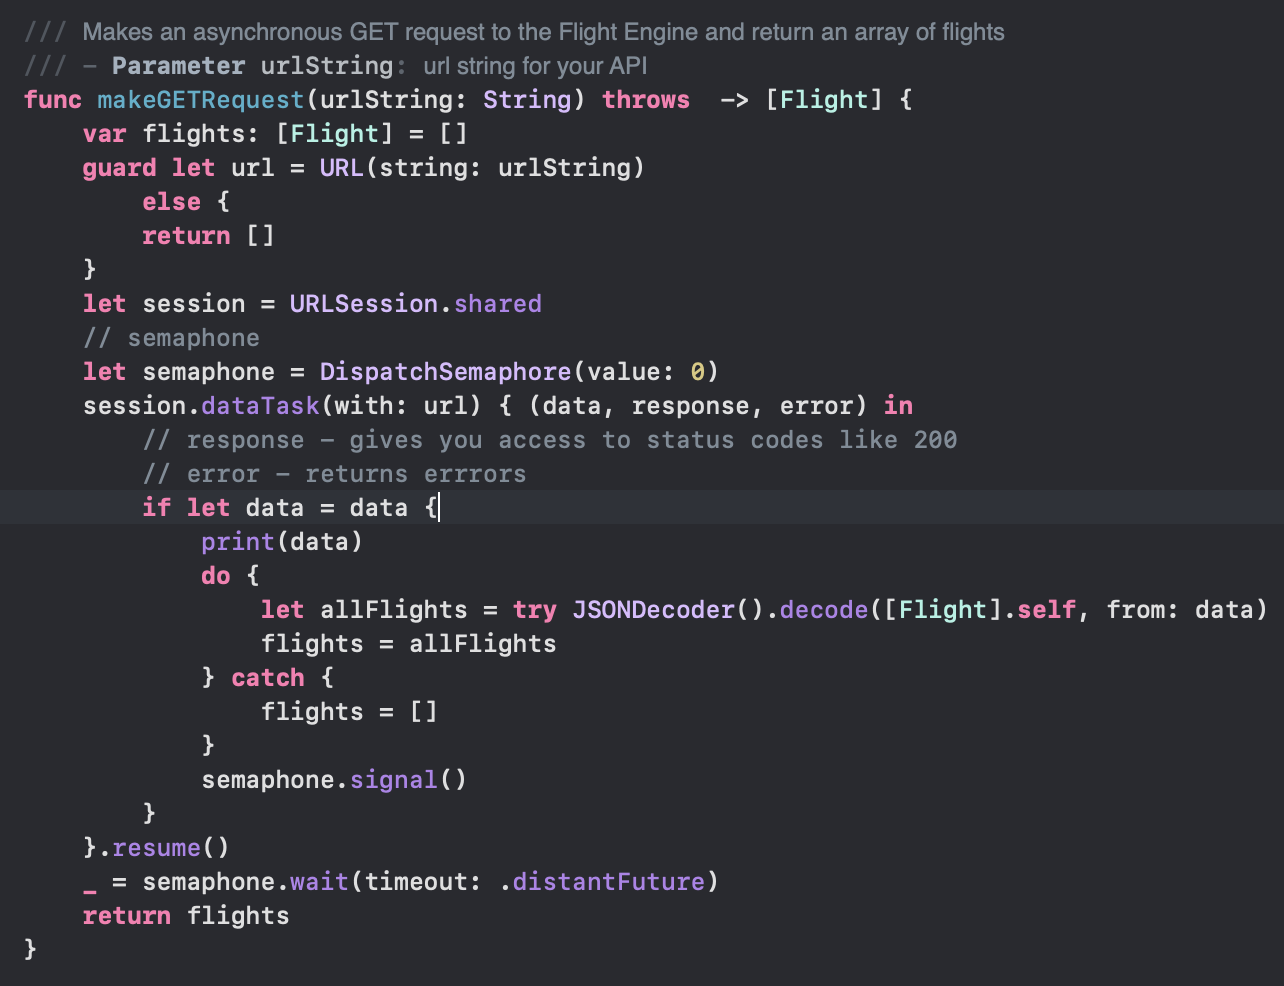 /// Makes an asynchronous GET request to the Flight Engine and return an array of flights
/// - Parameter urlString: url string for your API
func makeGETRequest(urlString: String) throws  -> [Flight] {
    var flights: [Flight] = []
    guard let url = URL(string: urlString)
        else {
        return []
    }
    let session = URLSession.shared
    // semaphone
    let semaphone = DispatchSemaphore(value: 0)
    session.dataTask(with: url) { (data, response, error) in
        // response - gives you access to status codes like 200
        // error - returns errrors
        if let data = data {
            print(data)
            do {
                let allFlights = try JSONDecoder().decode([Flight].self, from: data)
                flights = allFlights
            } catch {
                flights = []
            }
            semaphone.signal()
        }
    }.resume()
    _ = semaphone.wait(timeout: .distantFuture)
    return flights
}